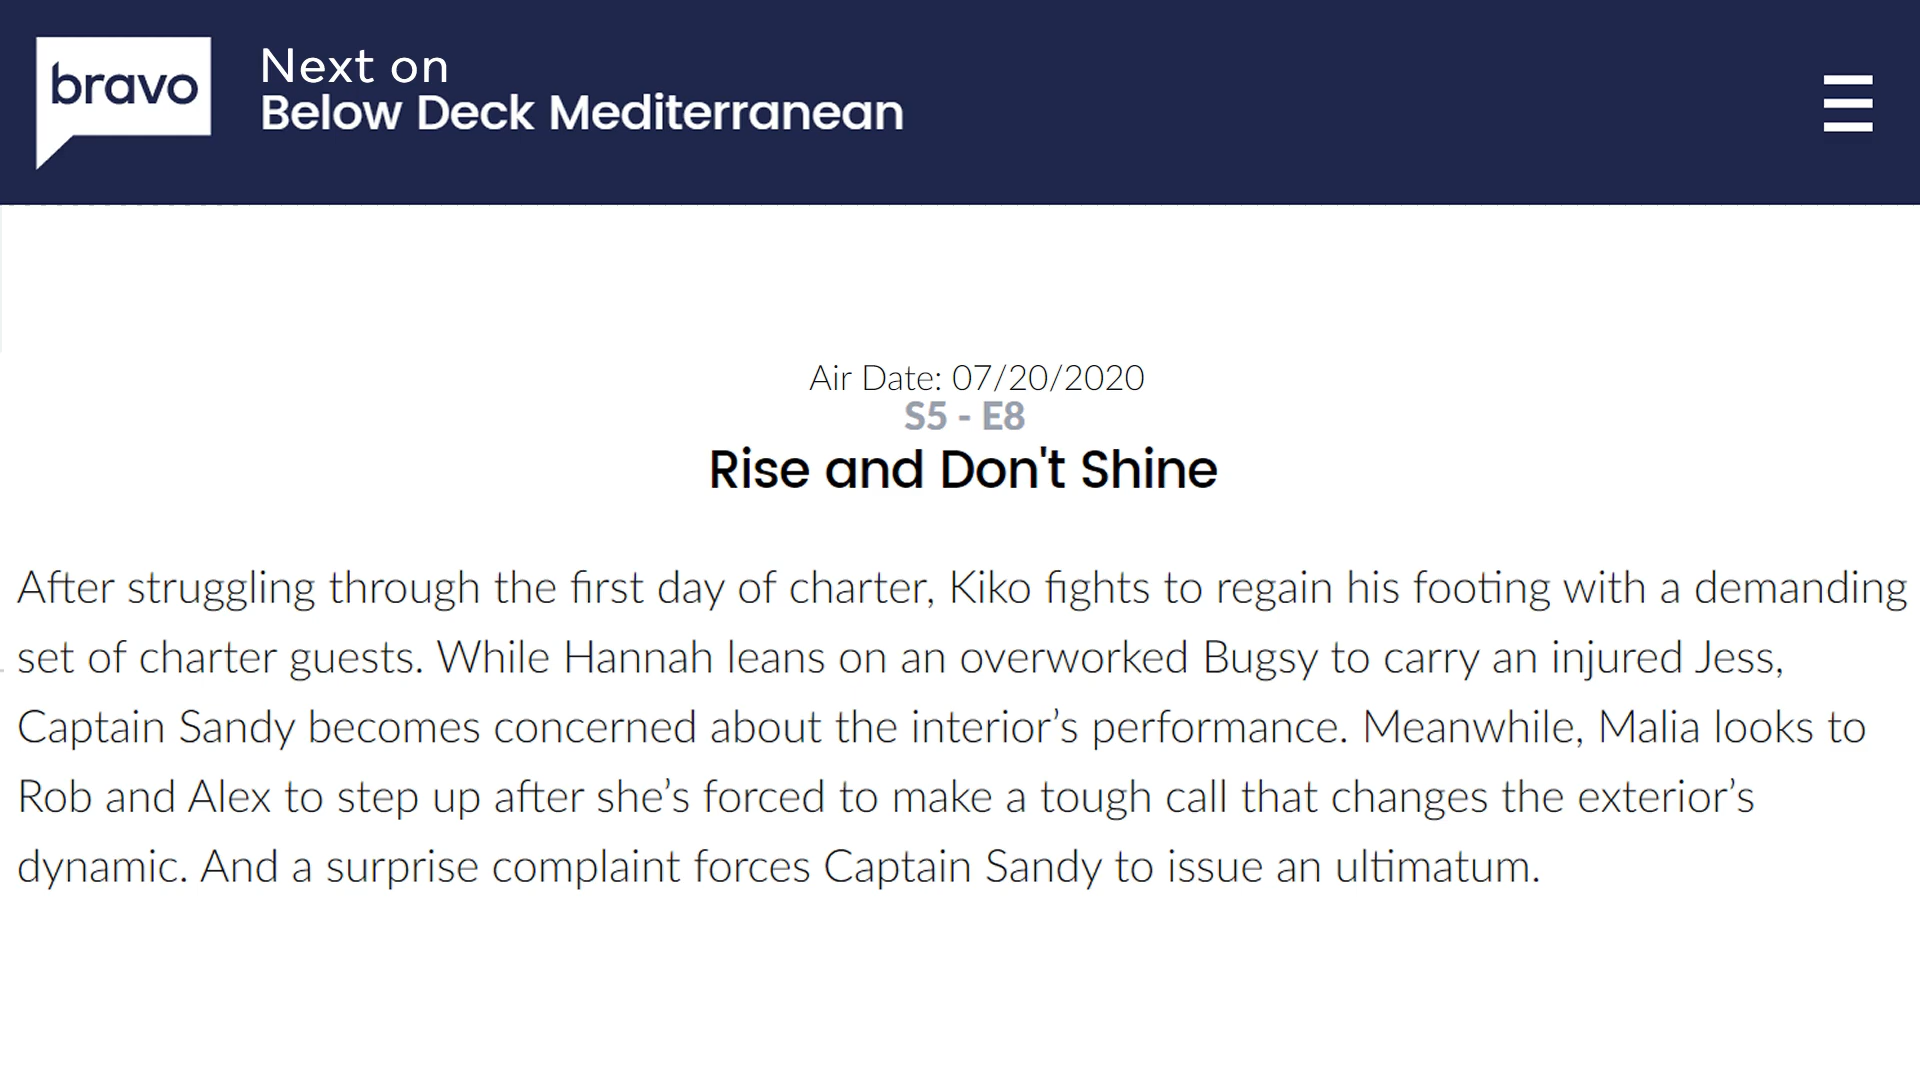 bravo
Next on
Below Deck Mediterranean
Air Date: 07/20/2020
S5 - E8
Rise and Don't Shine
After struggling through the first day of charter, Kiko fights to regain his footing with a demanding
set of charter guests. While Hannah leans on an overworked Bugsy to carry an injured Jess,
Captain Sandy becomes concerned about the interior’s performance. Meanwhile, Malia looks to
Rob and Alex to step up after she’s forced to make a tough call that changes the exterior’s
dynamic. And a surprise complaint forces Captain Sandy to issue an ultimatum.